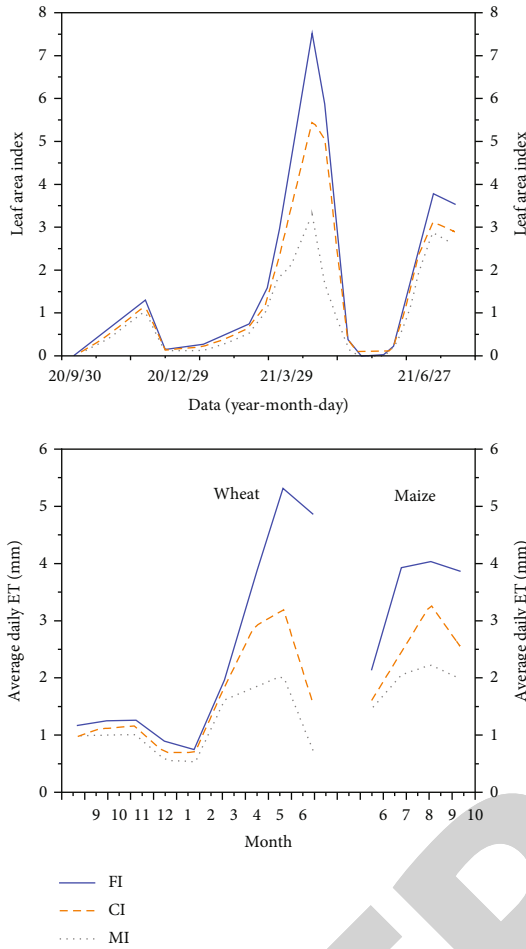 8 8
7 7
6 6
5 5
4 4
3 3
2 2
1 1
0 0
Leaf area index
Leaf area index
20/9/30 20/12/29 21/3/29 21/6/27
Data (year-month-day)
6 6
Wheat Maize
5 5
4 4
3 3
2 2
1 1
0 0
Average daily ET (mm)
Average daily ET (mm)
9 10 11 12 1 2 3 4 5 6 6 7 8 9 10
Month
FI
CI
MI